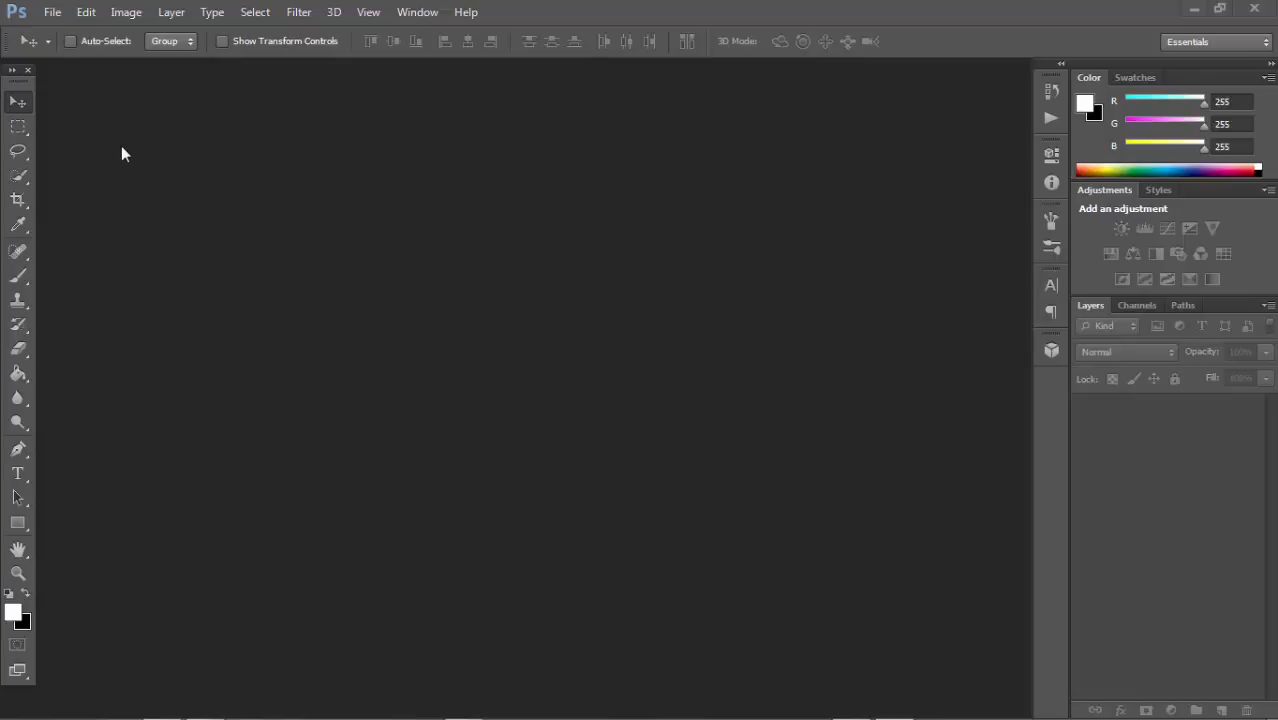 Ps File Edit Image Layer Type Select Filter 3D View Window Help
Auto-Select: Group Show Transform Controls 3D Mode: Essentials
Color Swatches
R 255
G 255
B 255
Adjustments Styles
Add an adjustment
Layers Channels Paths
Kind
Normal Opacity: 100%
Lock: Fill: 100%